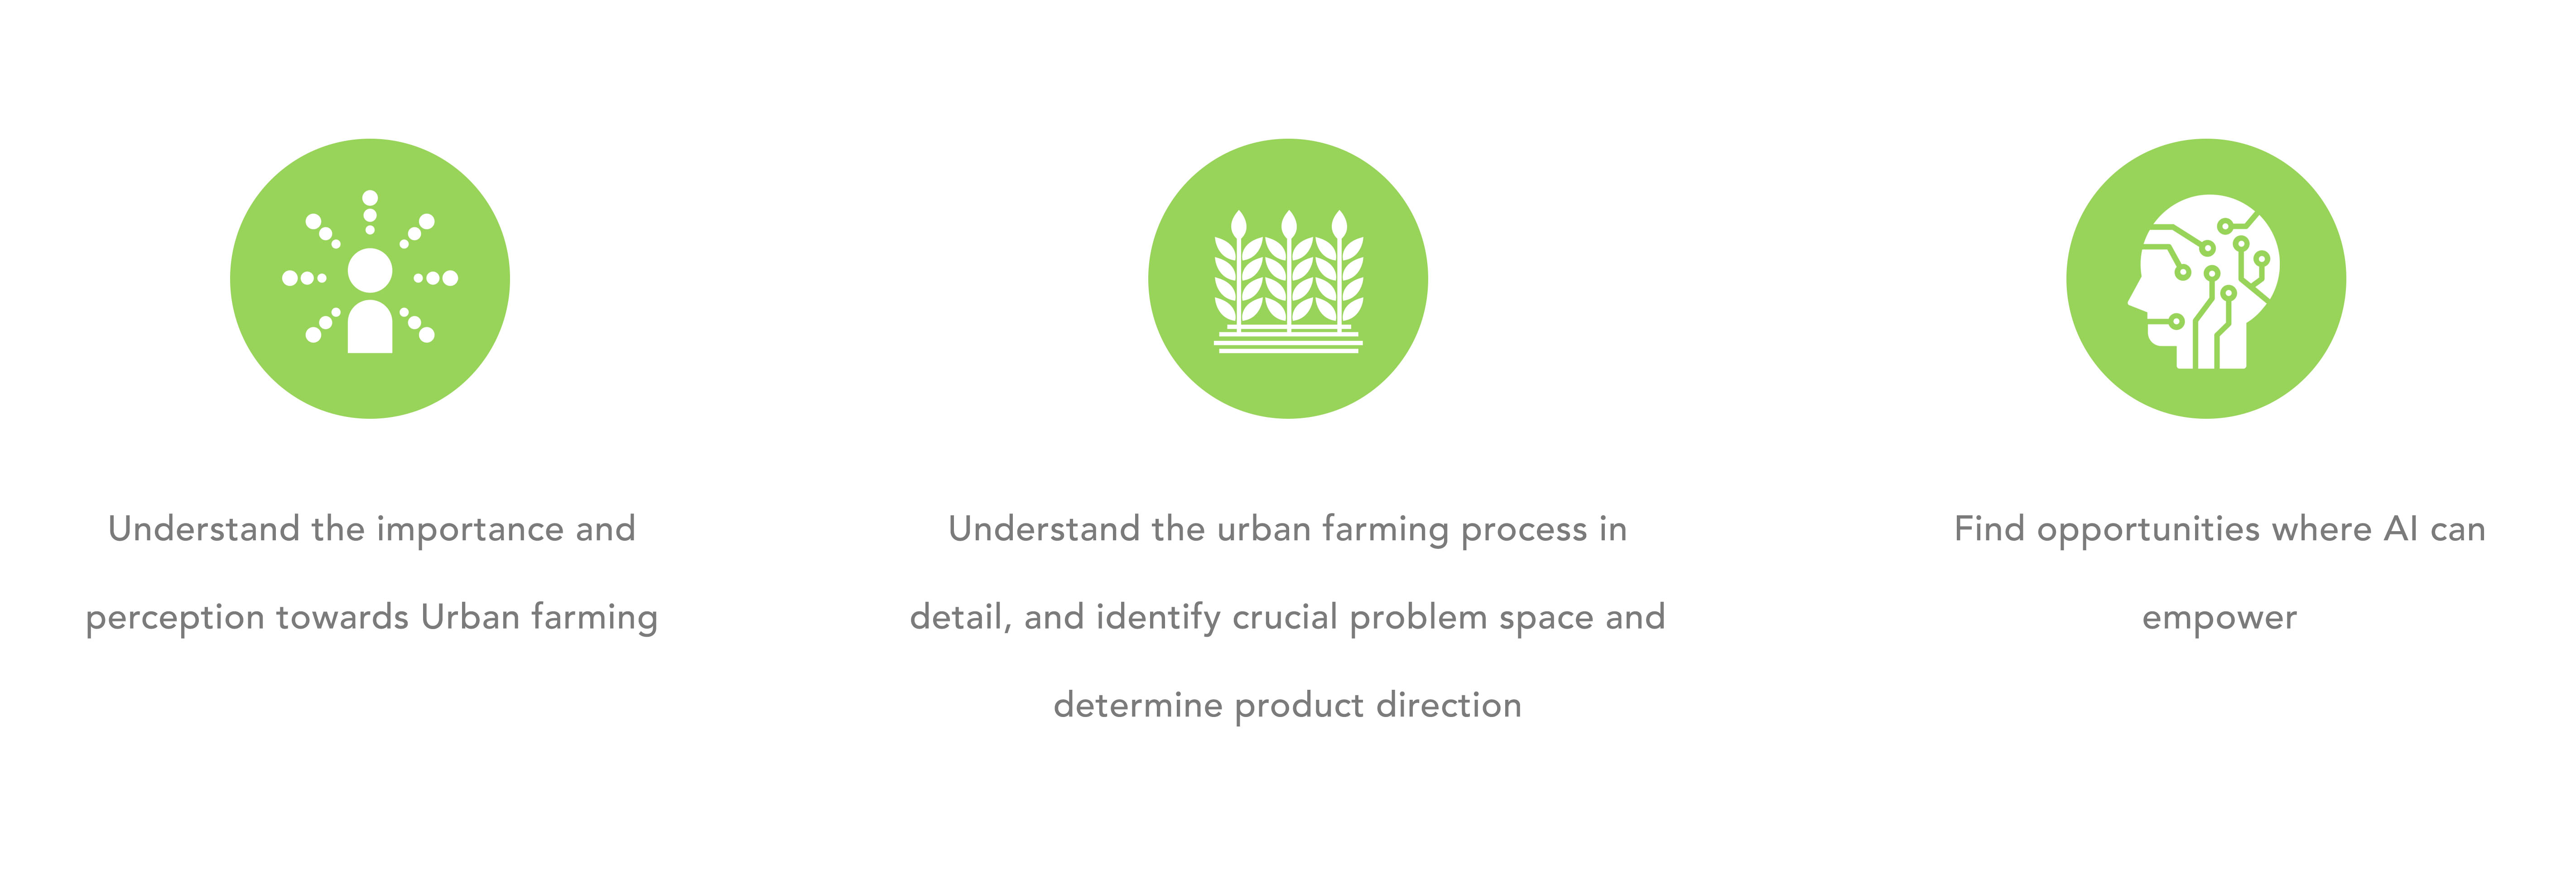 Understand the importance and
perception towards Urban farming
Understand the urban farming process in
detail, and identify crucial problem space and
determine product direction
Find opportunities where AI can
empower